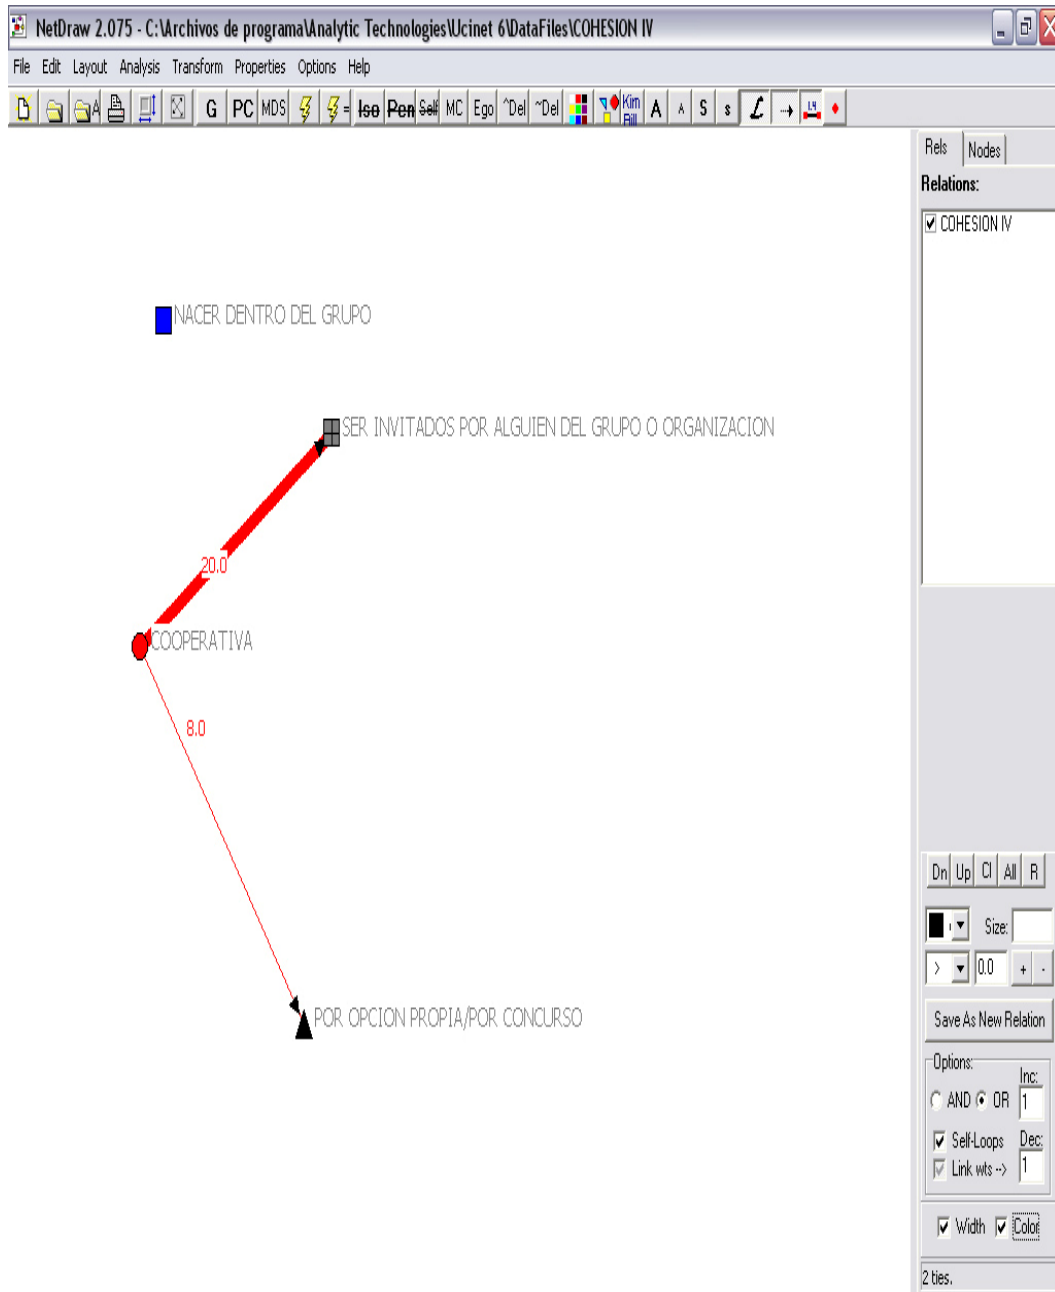 NetDraw 2.075 - C:\Archivos de programa\Analytic Technologies\Ucinet 6\DataFiles\COHESION IV
File Edit Layout Analysis Transform Properties Options Help
A G PC MDS = Iso Pen Self MC Ego ^Del ~Del Kim Bill A A S s L
Rels Nodes
Relations:
COHESION IV
NACER DENTRO DEL GRUPO
SER INVITADOS POR ALGUIEN DEL GRUPO O ORGANIZACION
20.0
COOPERATIVA
8.0
Dn Up Cl All R
Size:
> 0.0 + -
POR OPCION PROPIA/POR CONCURSO
Save As New Relation
Options:
Inc:
AND OR 1
Self-Loops Dec:
Link wts --> 1
Width Color
2 ties.